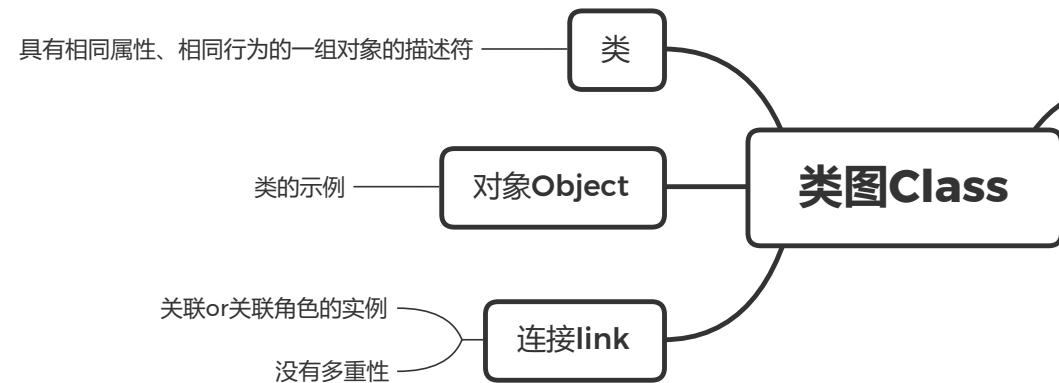 具有相同属性、相同行为的一组对象的描述符
类
类的示例
对象Object
类图Class
关联or关联角色的实例
没有多重性
连接link